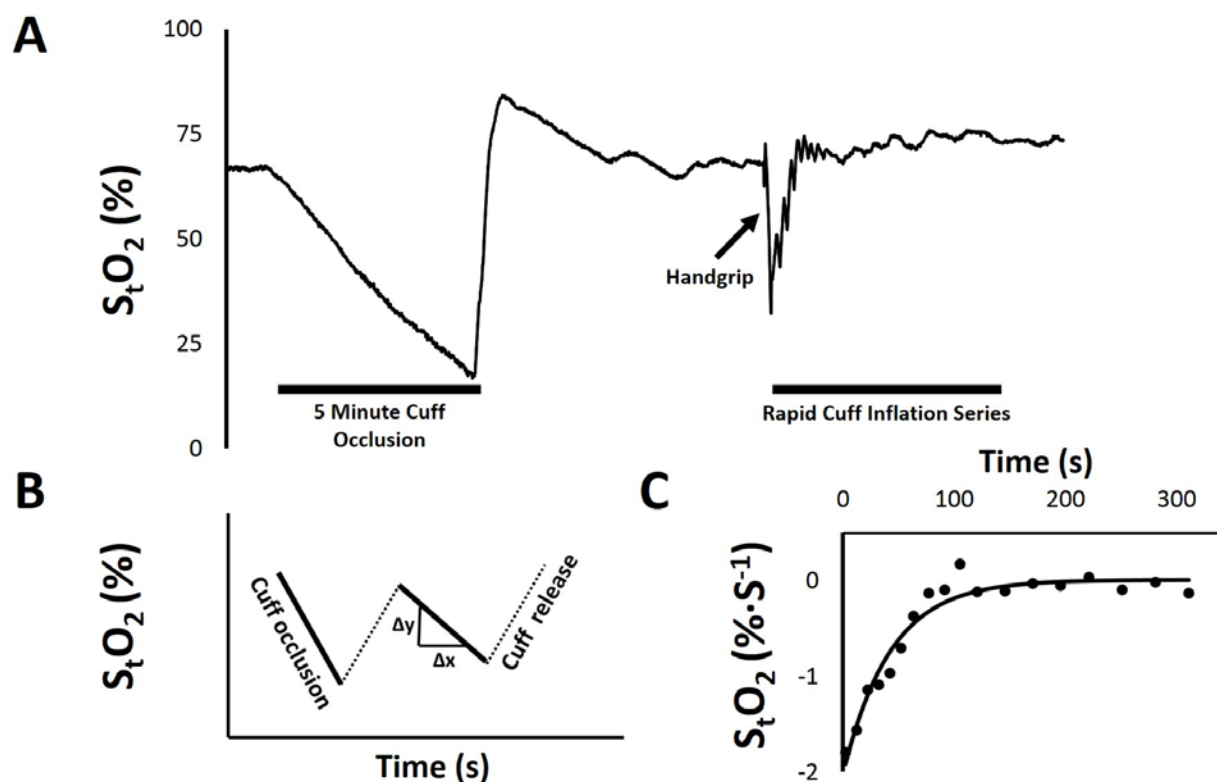 A
100
75
50
25
0
StO2 (%)
Handgrip
5 Minute Cuff
Occlusion
Rapid Cuff Inflation Series
B
StO2 (%)
Cuff occlusion
Δy
Δx
Cuff release
Time (s)
C
Time (s)
0 100 200 300
StO2 (%·S-1)
0
-1
-2